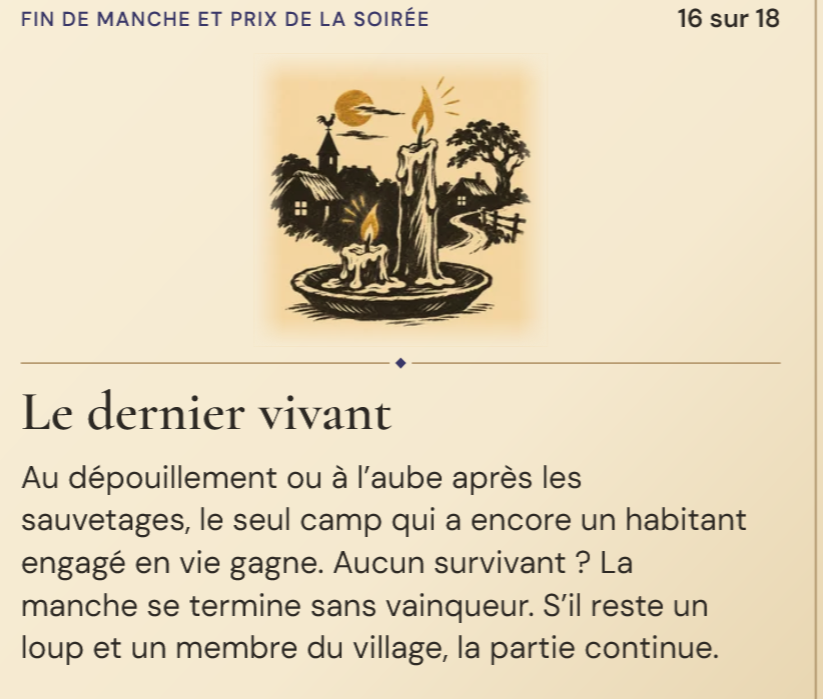 FIN DE MANCHE ET PRIX DE LA SOIRÉE
16 sur 18
Le dernier vivant
Au dépouillement ou à l’aube après les
sauvetages, le seul camp qui a encore un habitant
engagé en vie gagne. Aucun survivant ? La
manche se termine sans vainqueur. S’il reste un
loup et un membre du village, la partie continue.